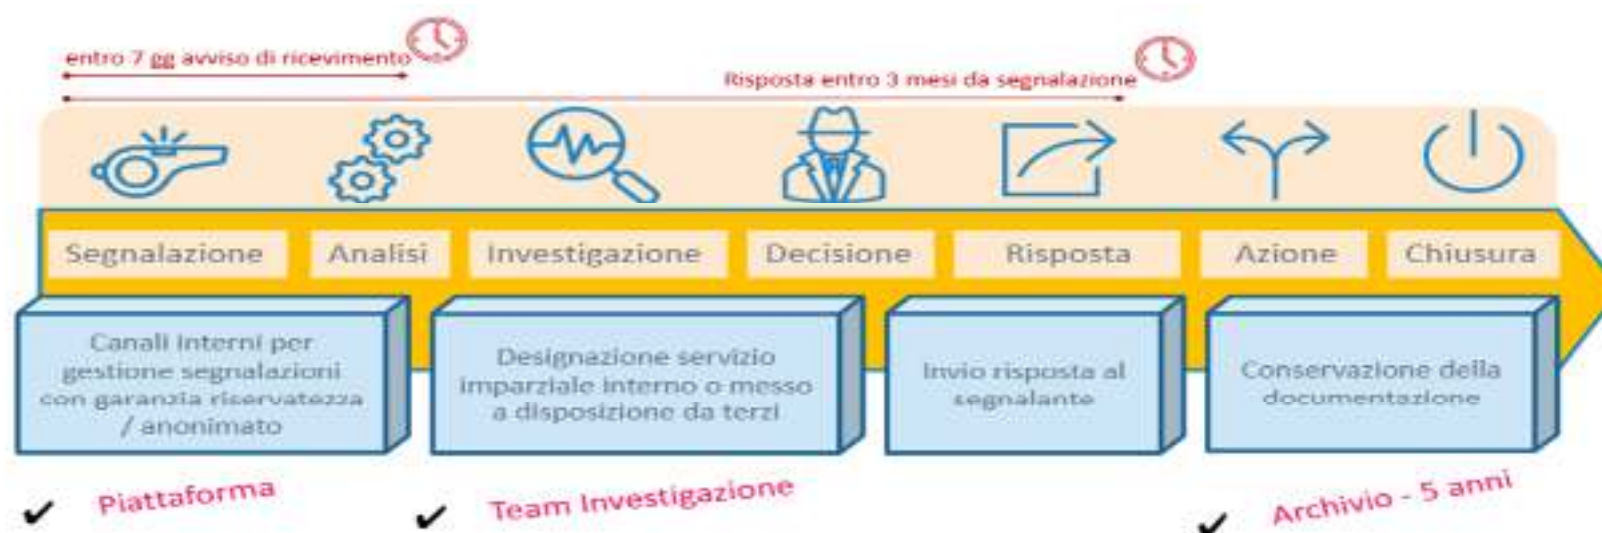 entro 7 gg avviso di ricevimento
Risposta entro 3 mesi da segnalazione
Segnalazione
Analisi
Investigazione
Decisione
Risposta
Azione
Chiusura
Canali interni per
gestione segnalazioni
con garanzia riservatezza
/ anonimato
Designazione servizio
imparziale interno o messo
a disposizione da terzi
Invio risposta al
segnalante
Conservazione della
documentazione
✔ Piattaforma
✔ Team Investigazione
✔ Archivio - 5 anni